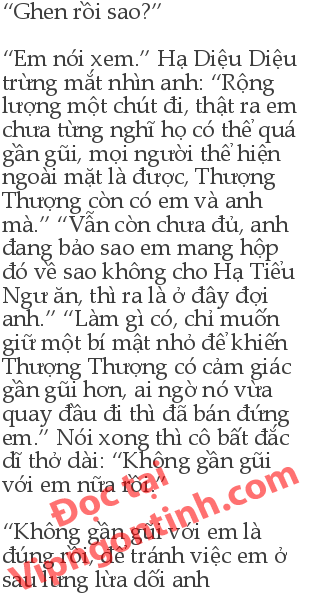 “Ghen rồi sao?”
“Em nói xem.” Hạ Diệu Diệu
trừng mắt nhìn anh: “Rộng
lượng một chút đi, thật ra em
chưa từng nghĩ họ có thể quá
gần gũi, mọi người thể hiện
ngoài mặt là được, Thượng
Thượng còn có em và anh
mà.” “Vẫn còn chưa đủ, anh
đang bảo sao em mang hộp
đó về sao không cho Hạ Tiểu
Ngư ăn, thì ra là ở đây đợi
anh.” “Làm gì có, chỉ muốn
giữ một bí mật nhỏ để khiến
Thượng Thượng có cảm giác
gần gũi hơn, ai ngờ nó vừa
quay đầu đi thì đã bán đứng
em.” Nói xong thì cô bất đắc
dĩ thở dài: “Không gần gũi
với em nữa rồi.”
“Không gần gũi với em là
đúng rồi, để tránh việc em ở
sau lưng lừa dối anh
Đọc tại
Vipngontinh.com